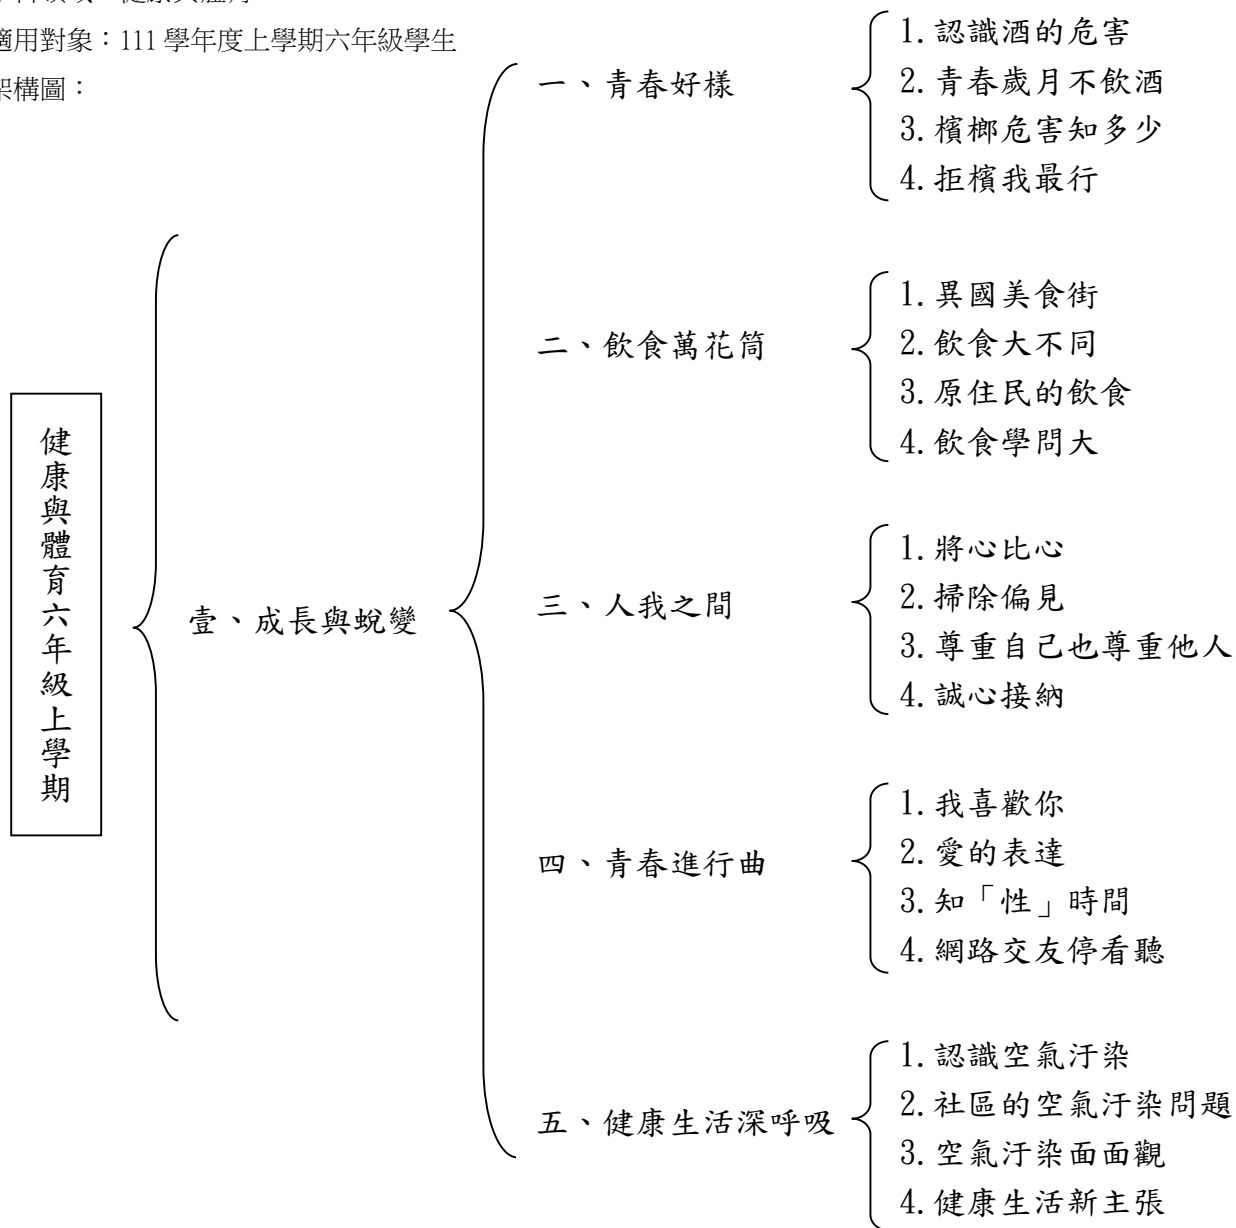 適用對象：111 學年度上學期六年級學生
架構圖：
健康與體育六年級上學期
壹、成長與蛻變
一、青春好樣
1.認識酒的危害
2.青春歲月不飲酒
3.檳榔危害知多少
4.拒檳我最行
二、飲食萬花筒
1.異國美食街
2.飲食大不同
3.原住民的飲食
4.飲食學問大
三、人我之間
1.將心比心
2.掃除偏見
3.尊重自己也尊重他人
4.誠心接納
四、青春進行曲
1.我喜歡你
2.愛的表達
3.知「性」時間
4.網路交友停看聽
五、健康生活深呼吸
1.認識空氣汙染
2.社區的空氣汙染問題
3.空氣汙染面面觀
4.健康生活新主張